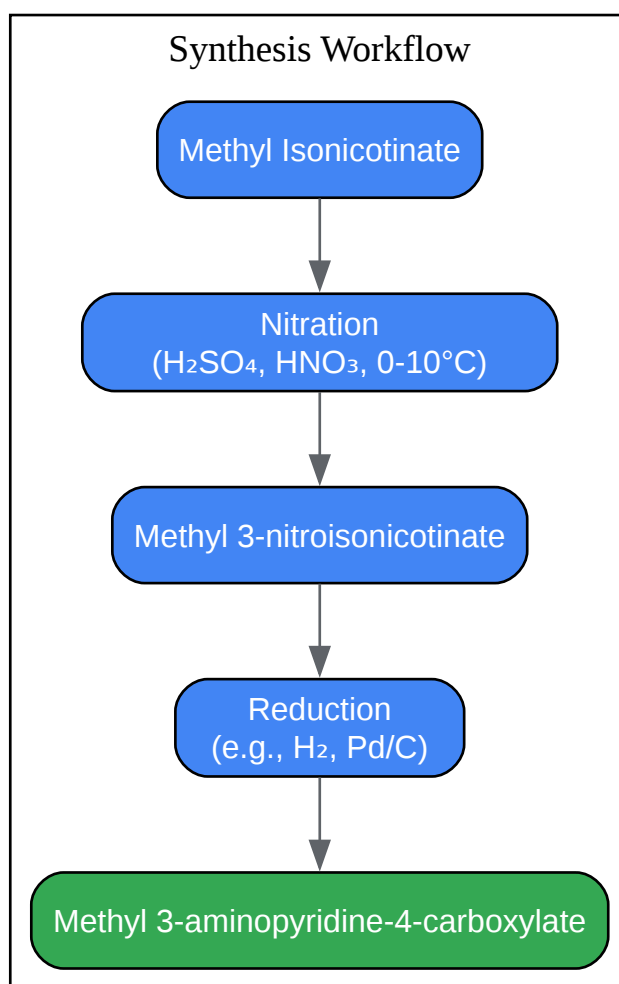 Synthesis Workflow
Methyl Isonicotinate
Nitration
(H₂SO₄, HNO₃, 0-10°C)
Methyl 3-nitroisonicotinate
Reduction
(e.g., H₂, Pd/C)
Methyl 3-aminopyridine-4-carboxylate